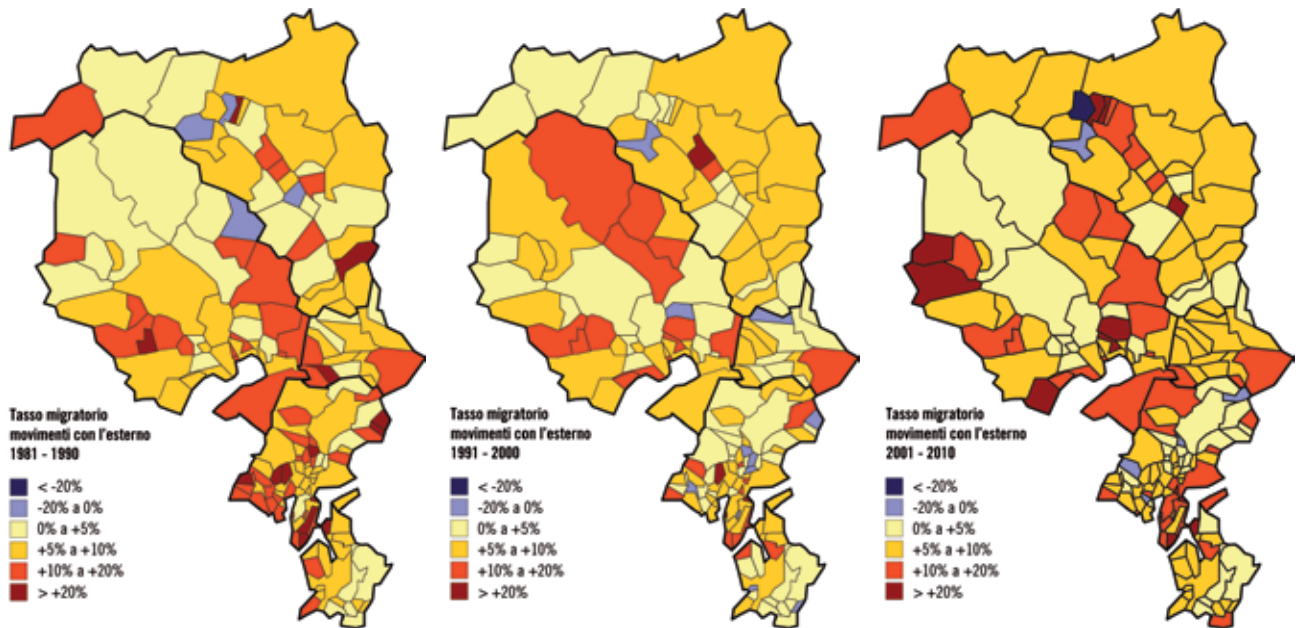 Tasso migratorio
movimenti con l'esterno
1981 - 1990
< -20%
-20% a 0%
0% a +5%
+5% a +10%
+10% a +20%
> +20%
Tasso migratorio
movimenti con l'esterno
1991 - 2000
< -20%
-20% a 0%
0% a +5%
+5% a +10%
+10% a +20%
> +20%
Tasso migratorio
movimenti con l'esterno
2001 - 2010
< -20%
-20% a 0%
0% a +5%
+5% a +10%
+10% a +20%
> +20%